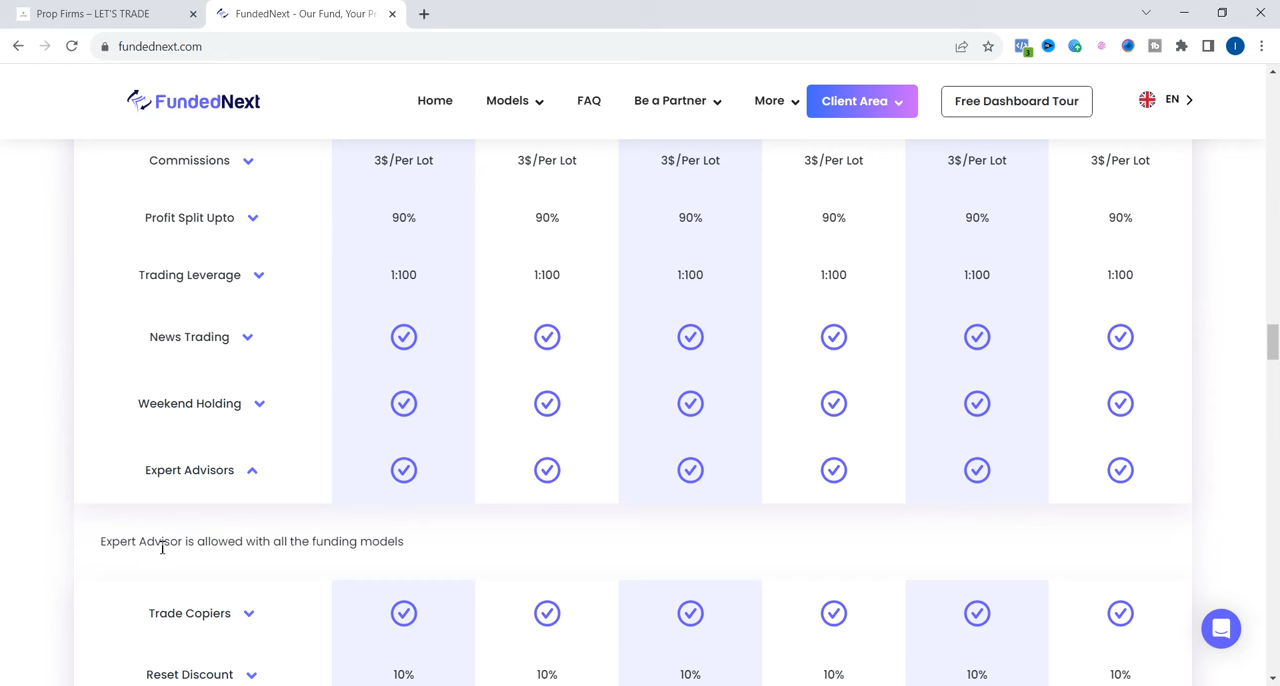 Prop Firms – LET'S TRADE
FundedNext - Our Fund, Your Pr
fundednext.com
3
I
FundedNext
Home Models FAQ Be a Partner More Client Area Free Dashboard Tour EN
Commissions 3$/Per Lot 3$/Per Lot 3$/Per Lot 3$/Per Lot 3$/Per Lot 3$/Per Lot
Profit Split Upto 90% 90% 90% 90% 90% 90%
Trading Leverage 1:100 1:100 1:100 1:100 1:100 1:100
News Trading
Weekend Holding
Expert Advisors
Expert Advisor is allowed with all the funding models
Trade Copiers
Reset Discount 10% 10% 10% 10% 10% 10%